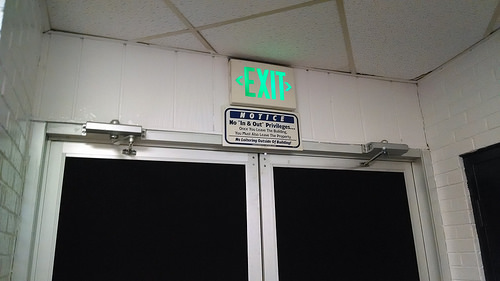 <EXIT>
NOTICE
No "In & Out" Privileges...
Once You Leave The Building,
You Must Also Leave The Property.
No Loitering Outside Of Building!